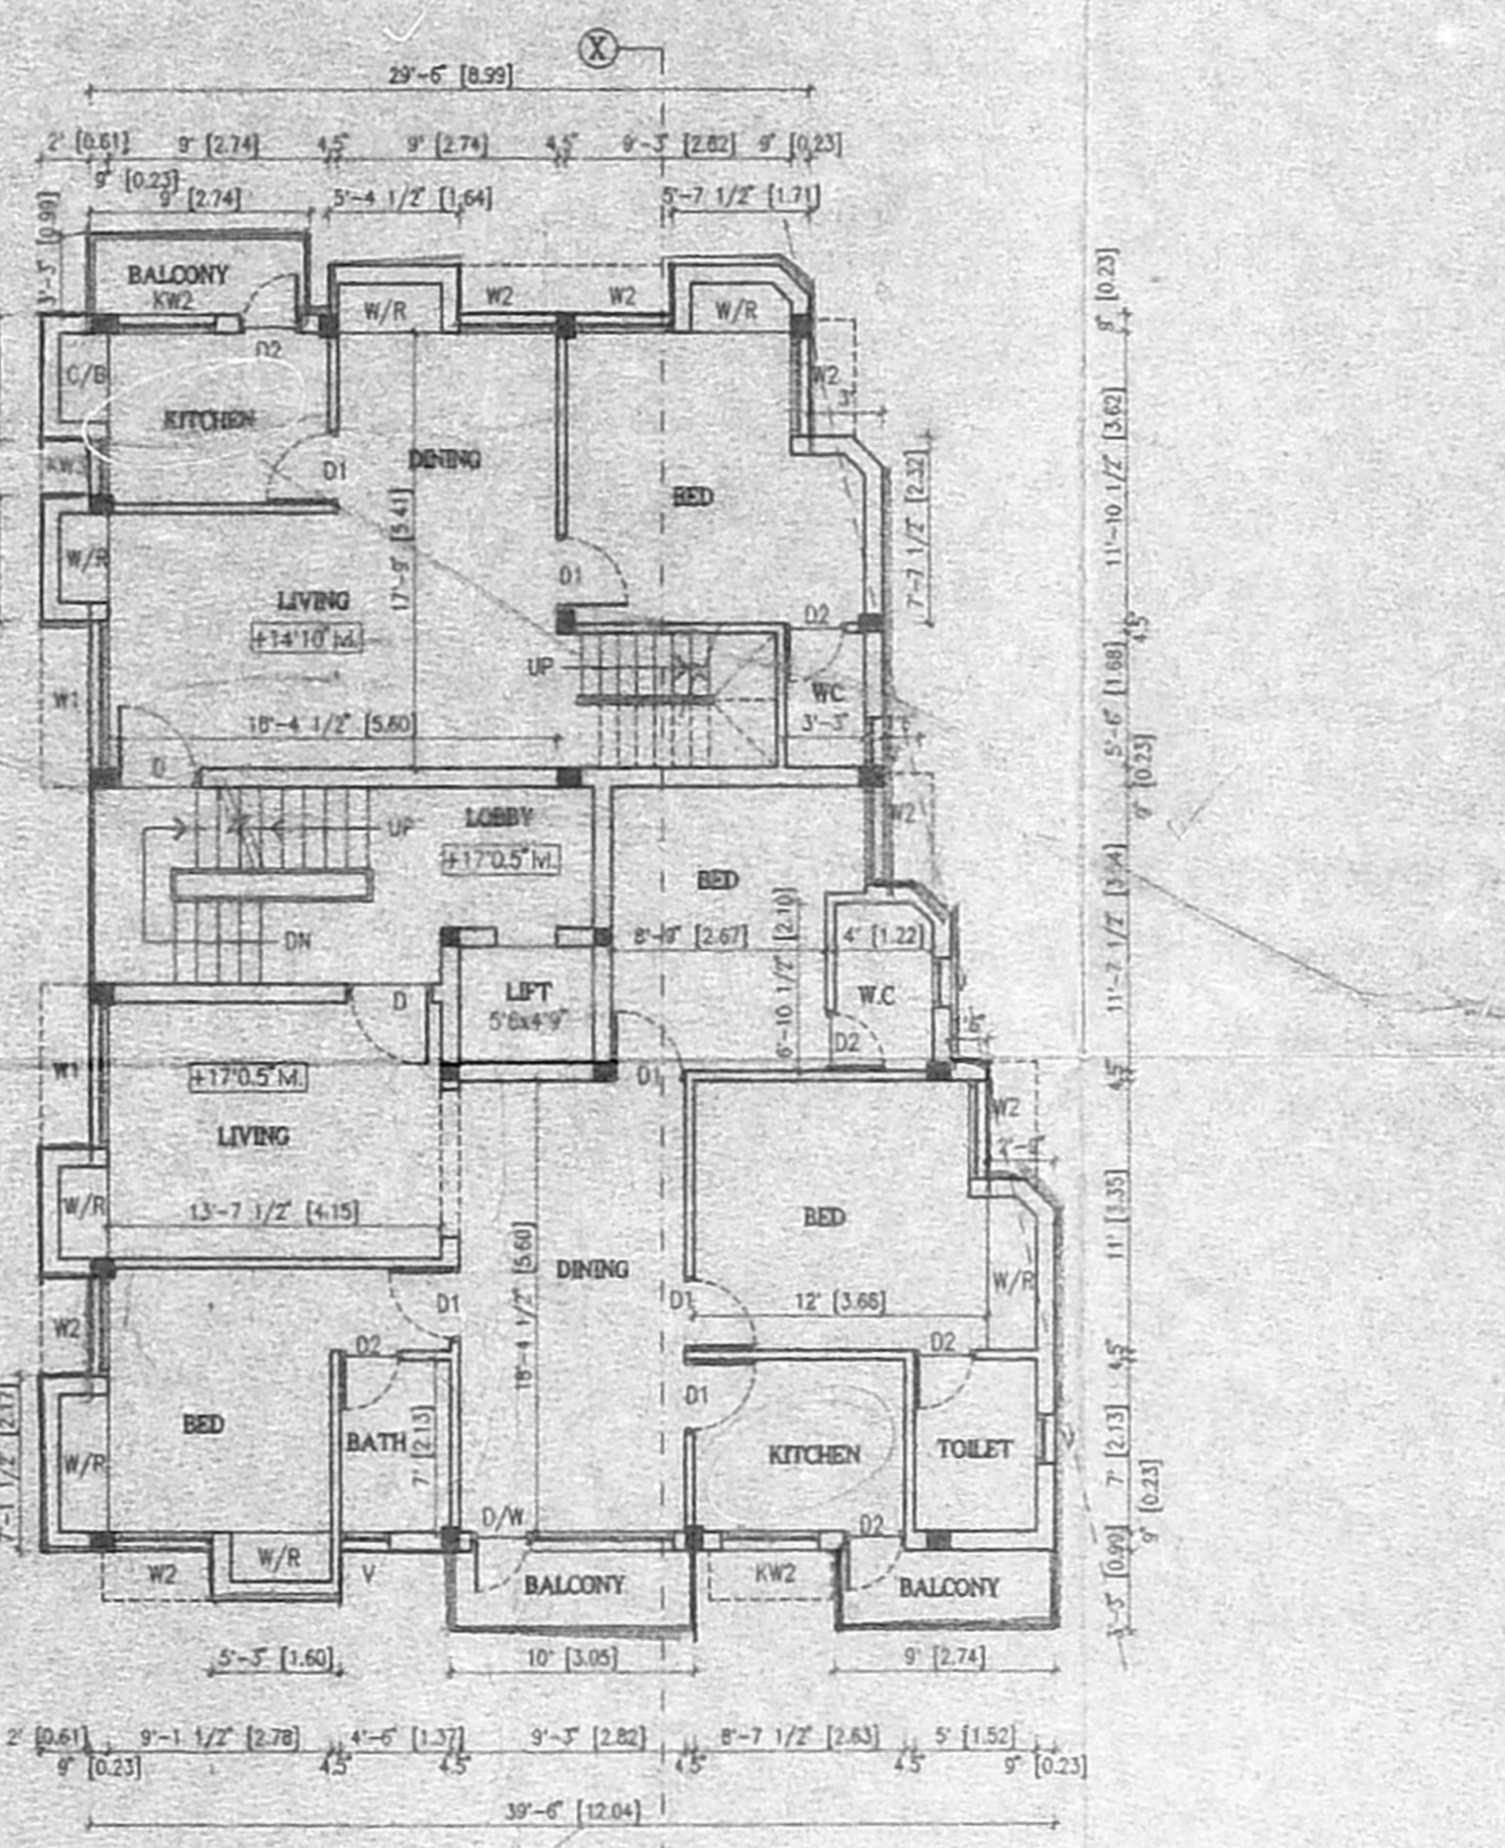 X
29'-6" [8.99]
2' [0.61] 9' [2.74] 4.5" 9' [2.74] 4.5" 9'-3" [2.82] 9" [0.23]
9" [0.23]
9' [2.74] 5'-4 1/2" [1.64] 5'-7 1/2" [1.71]
3'-3" [0.99]
9" [0.23]
BALCONY
KW2 W/R W2 W2 W/R
D2
C/B W2
3'
KITCHEN
11'-10 1/2" [3.62]
D1 DINING
BED
17'-9" [5.41]
7'-7 1/2" [2.32]
W/R
D1
LIVING
+14'10" lvl.
D2
4.5"
UP
WC
W1
3'-3"
5'-6" [1.68]
18'-4 1/2" [5.60]
D
9" [0.23]
LOBBY
UP
W2
+17'0.5" lvl.
BED
11'-7 1/2" [3.54]
DN
8'-9" [2.67] 4' [1.22]
6'-10 1/2" [2.10]
LIFT
5'6x4'9"
W.C
D
D2
W1
+17'0.5" lvl.
D1
4.5"
W2
LIVING
W/R
13'-7 1/2" [4.15]
BED
11' [3.35]
DINING
18'-4 1/2" [5.60]
W/R
W2
D1
D1
12' [3.66]
D2
D2
4.5"
D1
7'-1 1/2" [2.17]
BED
BATH
7' [2.13]
KITCHEN
TOILET
V
7' [2.13]
W/R
D/W
D2
9" [0.23]
W2
W/R
V
BALCONY
KW2
BALCONY
3'-3" [0.99]
5'-3" [1.60] 10' [3.05] 9' [2.74]
2' [0.61] 9'-1 1/2" [2.78] 4'-6" [1.37] 9'-3" [2.82] 8'-7 1/2" [2.63] 5' [1.52]
9" [0.23] 4.5" 4.5" 4.5" 4.5" 9" [0.23]
39'-6" [12.04]